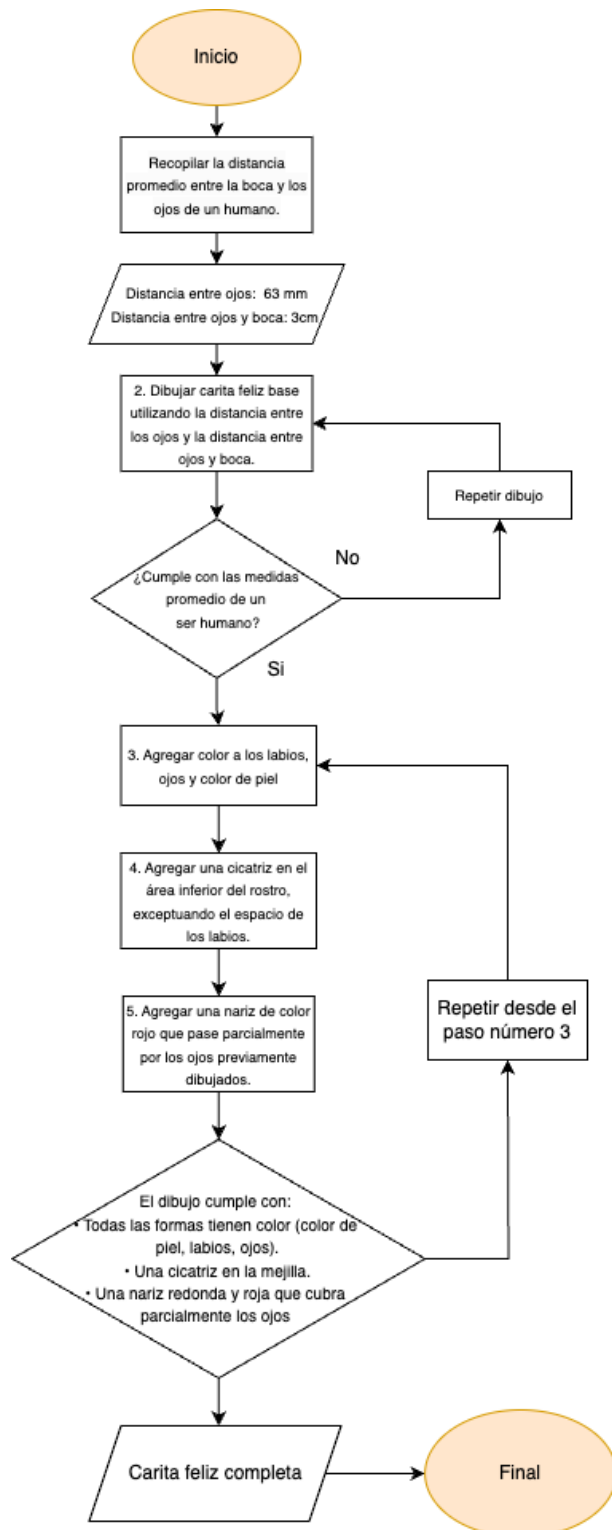 Inicio
Recopilar la distancia
promedio entre la boca y los
ojos de un humano.
Distancia entre ojos: 63 mm
Distancia entre ojos y boca: 3cm
2. Dibujar carita feliz base
utilizando la distancia entre
los ojos y la distancia entre
ojos y boca.
Repetir dibujo
¿Cumple con las medidas
promedio de un
ser humano?
No
Si
3. Agregar color a los labios,
ojos y color de piel
4. Agregar una cicatriz en el
área inferior del rostro,
exceptuando el espacio de
los labios.
5. Agregar una nariz de color
rojo que pase parcialmente
por los ojos previamente
dibujados.
Repetir desde el
paso número 3
El dibujo cumple con:
• Todas las formas tienen color (color de
piel, labios, ojos).
• Una cicatriz en la mejilla.
• Una nariz redonda y roja que cubra
parcialmente los ojos
Carita feliz completa
Final